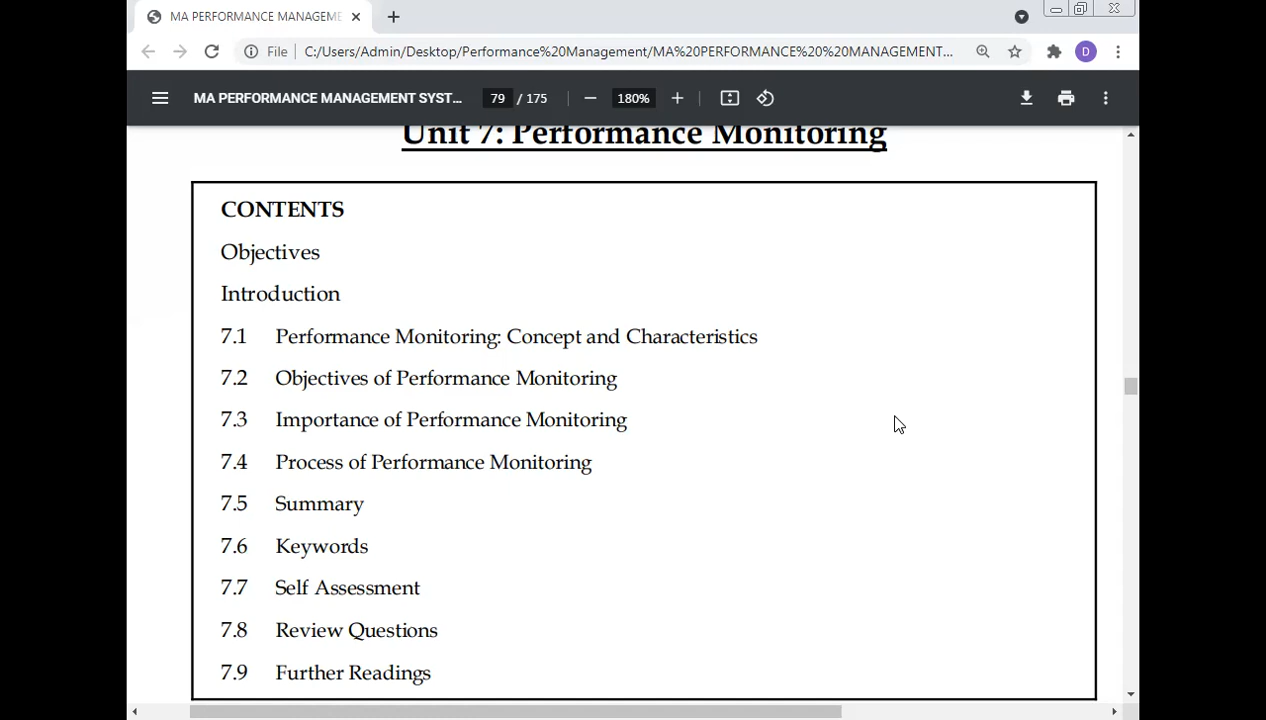 MA PERFORMANCE MANAGEME
File C:/Users/Admin/Desktop/Performance%20Management/MA%20PERFORMANCE%20%20MANAGEMENT... D
MA PERFORMANCE MANAGEMENT SYST... 79 / 175 180%
Unit 7: Performance Monitoring
CONTENTS
Objectives
Introduction
7.1 Performance Monitoring: Concept and Characteristics
7.2 Objectives of Performance Monitoring
7.3 Importance of Performance Monitoring
7.4 Process of Performance Monitoring
7.5 Summary
7.6 Keywords
7.7 Self Assessment
7.8 Review Questions
7.9 Further Readings